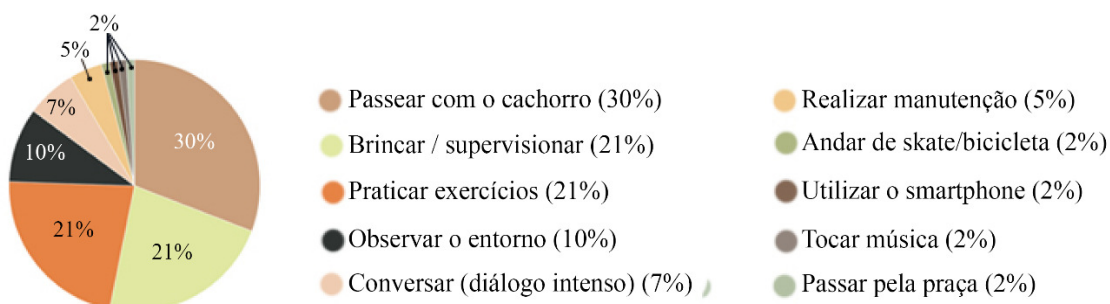 2%
5%
7%
30%
10%
21%
21%
Passear com o cachorro (30%)
Brincar / supervisionar (21%)
Praticar exercícios (21%)
Observar o entorno (10%)
Conversar (diálogo intenso) (7%)
Realizar manutenção (5%)
Andar de skate/bicicleta (2%)
Utilizar o smartphone (2%)
Tocar música (2%)
Passar pela praça (2%)